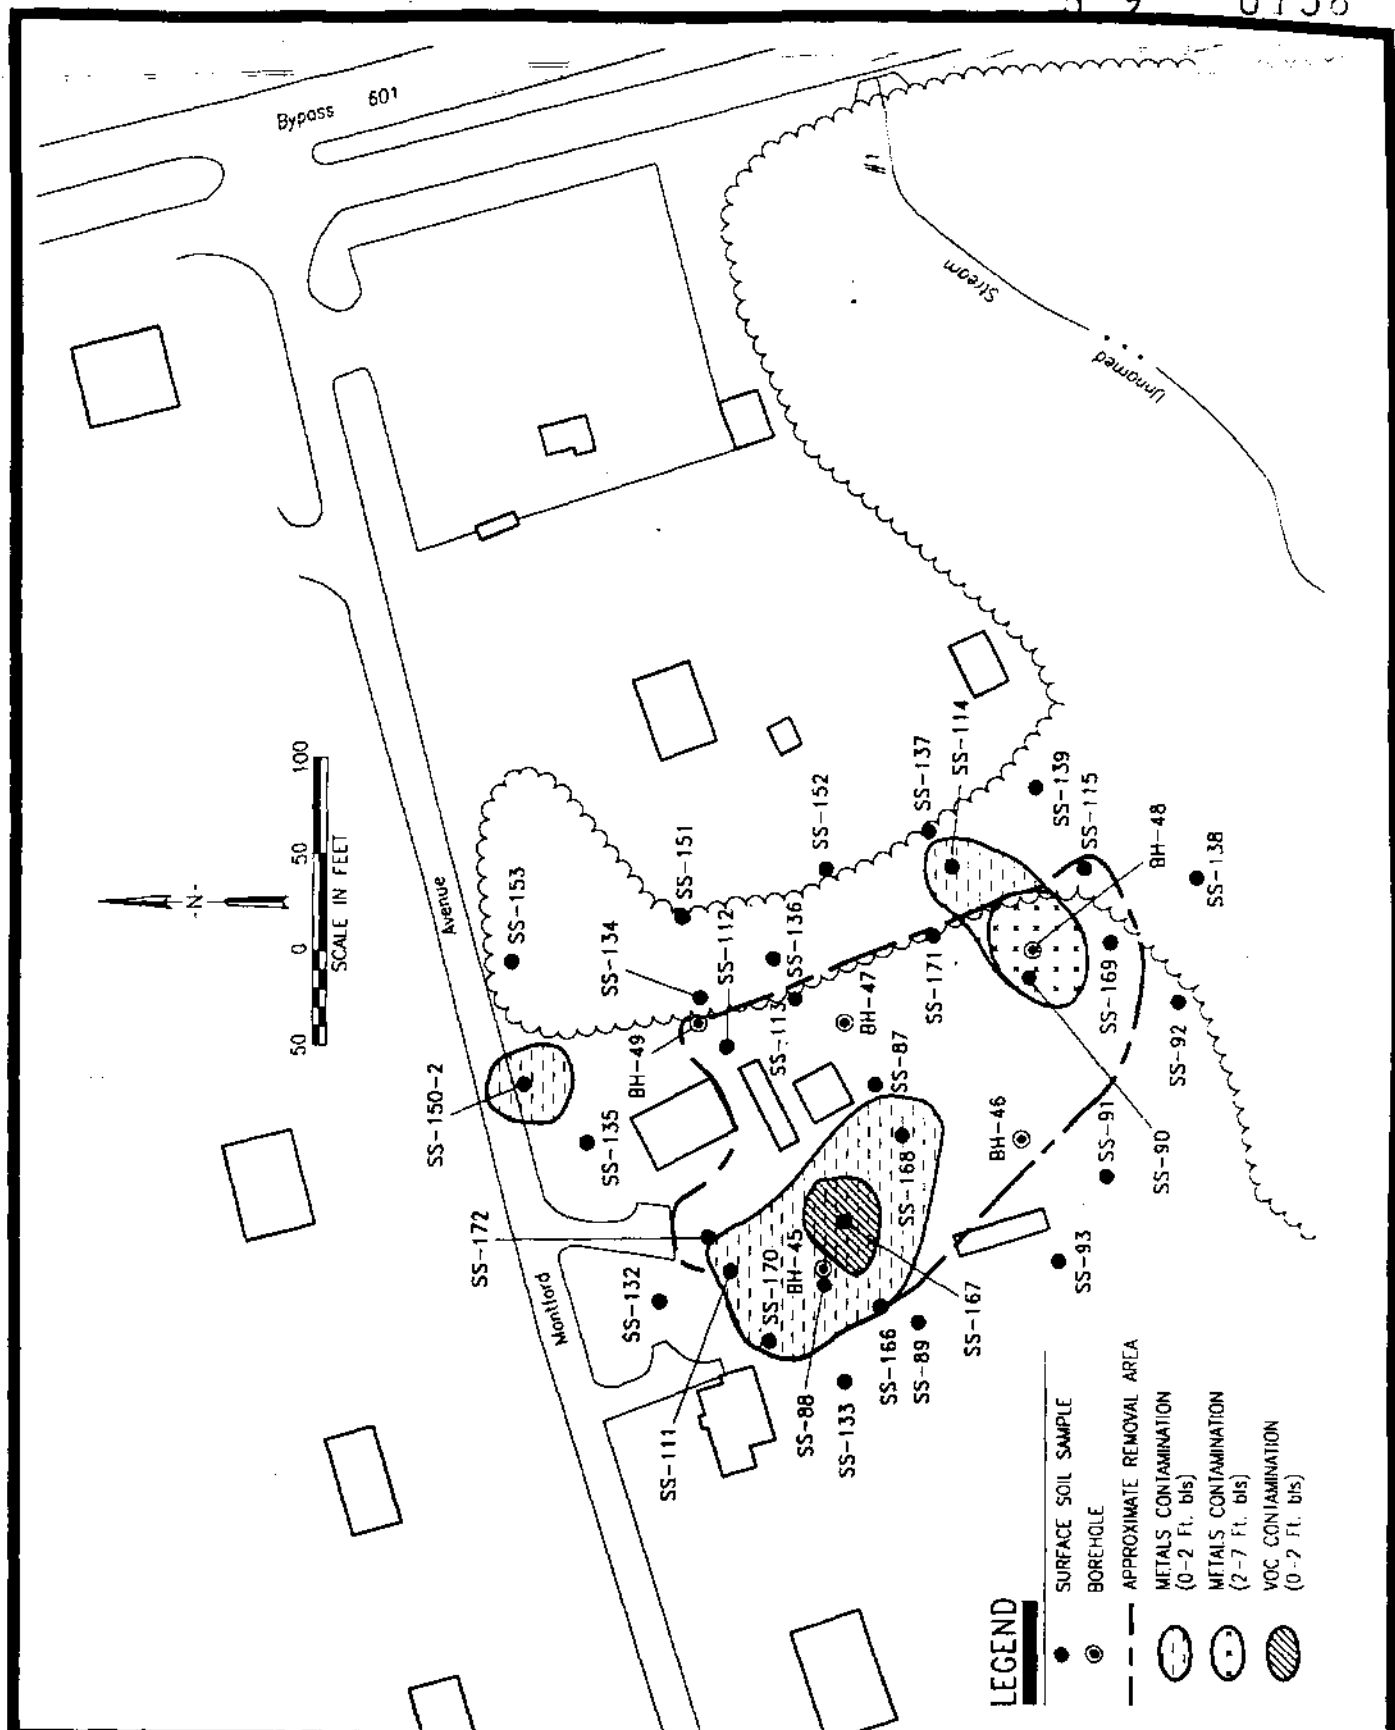 Bypass 601
Stream
Unnamed
100
50
0
50
SCALE IN FEET
-N-
Avenue
Montford
SS-153
SS-151
SS-152
SS-137
SS-114
SS-139
SS-115
BH-48
SS-138
SS-134
SS-112
SS-136
SS-150-2
BH-49
SS-113
BH-47
SS-171
SS-169
SS-92
SS-135
SS-87
BH-46
SS-91
SS-90
SS-172
SS-168
SS-132
SS-170
BH-45
SS-93
SS-167
SS-111
SS-88
SS-133
SS-166
SS-89
LEGEND
SURFACE SOIL SAMPLE
BOREHOLE
APPROXIMATE REMOVAL AREA
METALS CONTAMINATION
(0-2 Ft. bls)
METALS CONTAMINATION
(2-7 Ft. bls)
VOC CONTAMINATION
(0-2 Ft. bls)